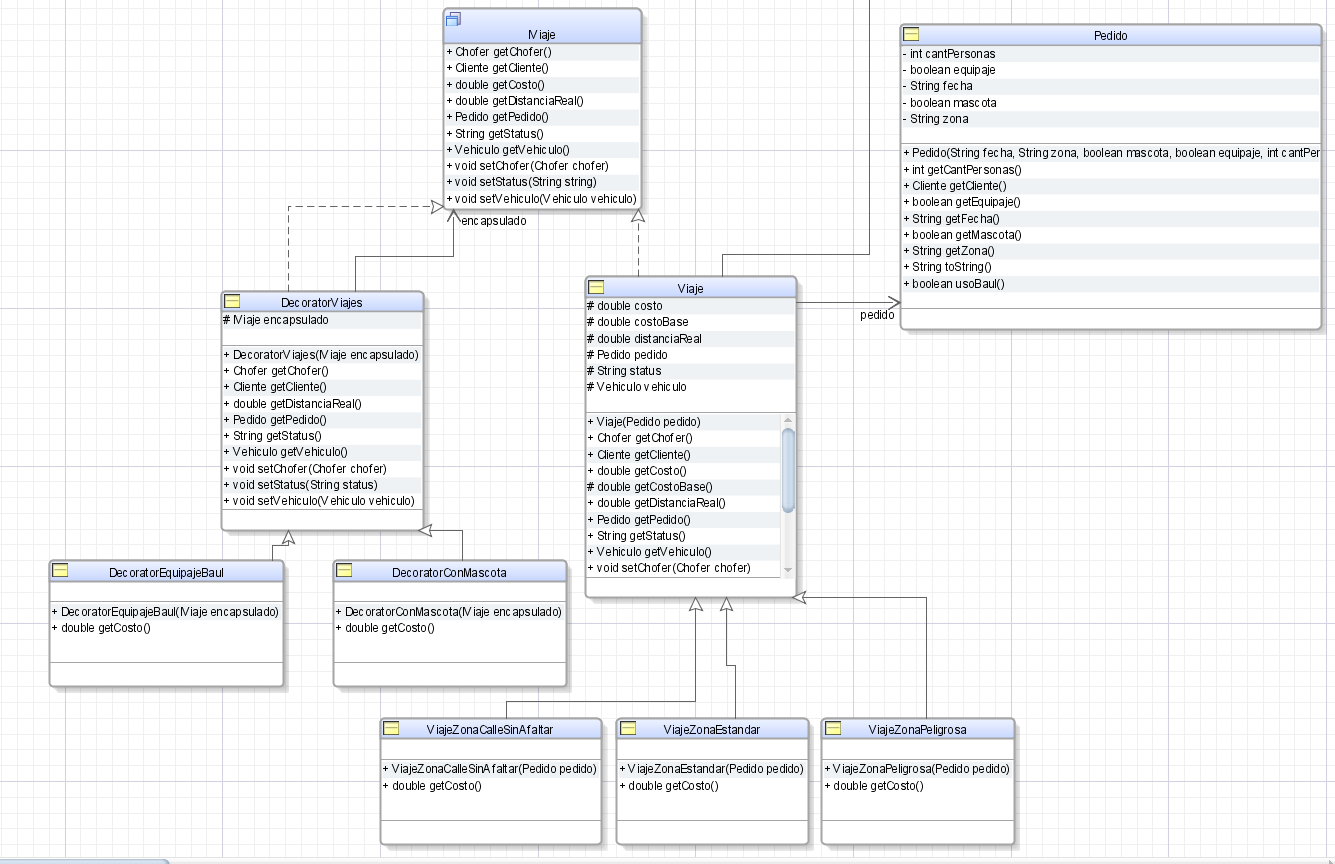 IViaje
+ Chofer getChofer()
+ Cliente getCliente()
+ double getCosto()
+ double getDistanciaReal()
+ Pedido getPedido()
+ String getStatus()
+ Vehiculo getVehiculo()
+ void setChofer(Chofer chofer)
+ void setStatus(String string)
+ void setVehiculo(Vehiculo vehiculo)
encapsulado
Pedido
- int cantPersonas
- boolean equipaje
- String fecha
- boolean mascota
- String zona
+ Pedido(String fecha, String zona, boolean mascota, boolean equipaje, int cantPer
+ int getCantPersonas()
+ Cliente getCliente()
+ boolean getEquipaje()
+ String getFecha()
+ boolean getMascota()
+ String getZona()
+ String toString()
+ boolean usoBaul()
pedido
DecoratorViajes
# IViaje encapsulado
+ DecoratorViajes(IViaje encapsulado)
+ Chofer getChofer()
+ Cliente getCliente()
+ double getDistanciaReal()
+ Pedido getPedido()
+ String getStatus()
+ Vehiculo getVehiculo()
+ void setChofer(Chofer chofer)
+ void setStatus(String status)
+ void setVehiculo(Vehiculo vehiculo)
Viaje
# double costo
# double costoBase
# double distanciaReal
# Pedido pedido
# String status
# Vehiculo vehiculo
+ Viaje(Pedido pedido)
+ Chofer getChofer()
+ Cliente getCliente()
+ double getCosto()
# double getCostoBase()
+ double getDistanciaReal()
+ Pedido getPedido()
+ String getStatus()
+ Vehiculo getVehiculo()
+ void setChofer(Chofer chofer)
DecoratorEquipajeBaul
+ DecoratorEquipajeBaul(IViaje encapsulado)
+ double getCosto()
DecoratorConMascota
+ DecoratorConMascota(IViaje encapsulado)
+ double getCosto()
ViajeZonaCalleSinAfaltar
+ ViajeZonaCalleSinAfaltar(Pedido pedido)
+ double getCosto()
ViajeZonaEstandar
+ ViajeZonaEstandar(Pedido pedido)
+ double getCosto()
ViajeZonaPeligrosa
+ ViajeZonaPeligrosa(Pedido pedido)
+ double getCosto()